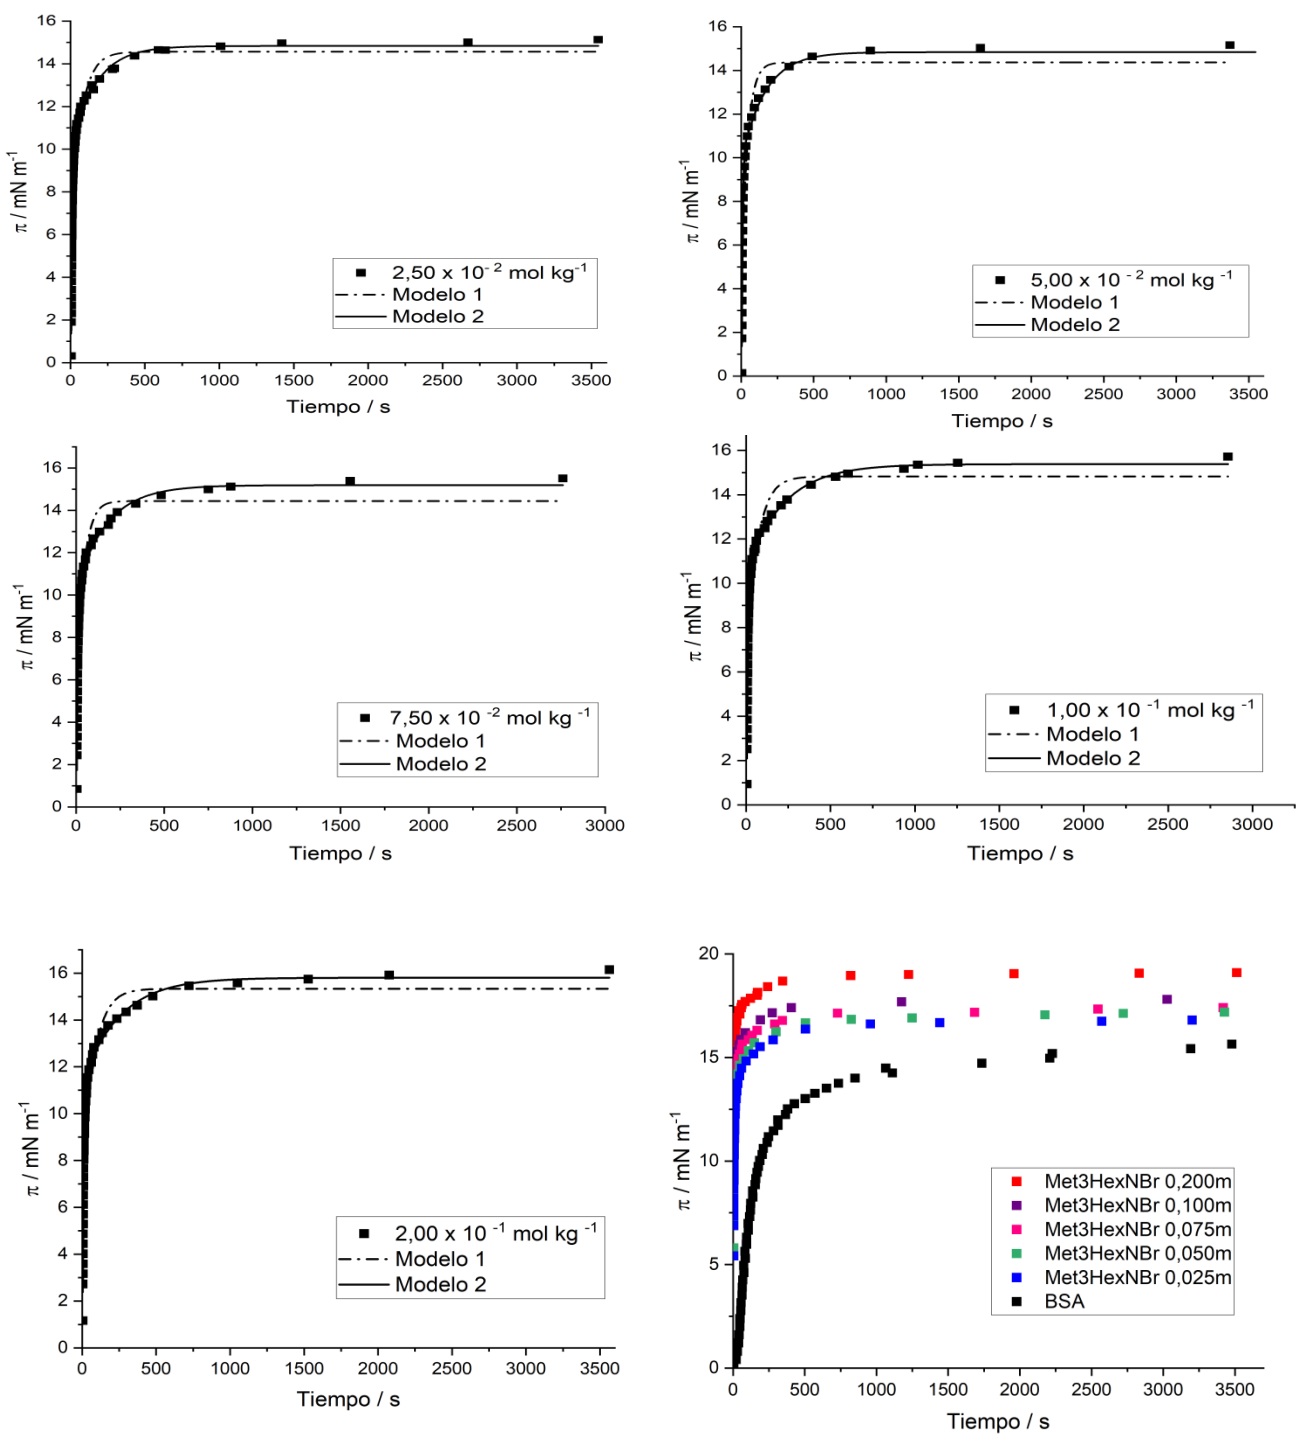 16
14
12
10
8
6
4
2
0
π / mN m⁻¹
2,50 x 10⁻² mol kg⁻¹
Modelo 1
Modelo 2
0 500 1000 1500 2000 2500 3000 3500
Tiempo / s
16
14
12
10
8
6
4
2
0
π / mN m⁻¹
5,00 x 10⁻² mol kg⁻¹
Modelo 1
Modelo 2
0 500 1000 1500 2000 2500 3000 3500
Tiempo / s
16
14
12
10
8
6
4
2
0
π / mN m⁻¹
7,50 x 10⁻² mol kg⁻¹
Modelo 1
Modelo 2
0 500 1000 1500 2000 2500 3000
Tiempo / s
16
14
12
10
8
6
4
2
0
π / mN m⁻¹
1,00 x 10⁻¹ mol kg⁻¹
Modelo 1
Modelo 2
0 500 1000 1500 2000 2500 3000
Tiempo / s
16
14
12
10
8
6
4
2
0
π / mN m⁻¹
2,00 x 10⁻¹ mol kg⁻¹
Modelo 1
Modelo 2
0 500 1000 1500 2000 2500 3000 3500
Tiempo / s
20
15
10
5
0
π / mN m⁻¹
Met3HexNBr 0,200m
Met3HexNBr 0,100m
Met3HexNBr 0,075m
Met3HexNBr 0,050m
Met3HexNBr 0,025m
BSA
0 500 1000 1500 2000 2500 3000 3500
Tiempo / s